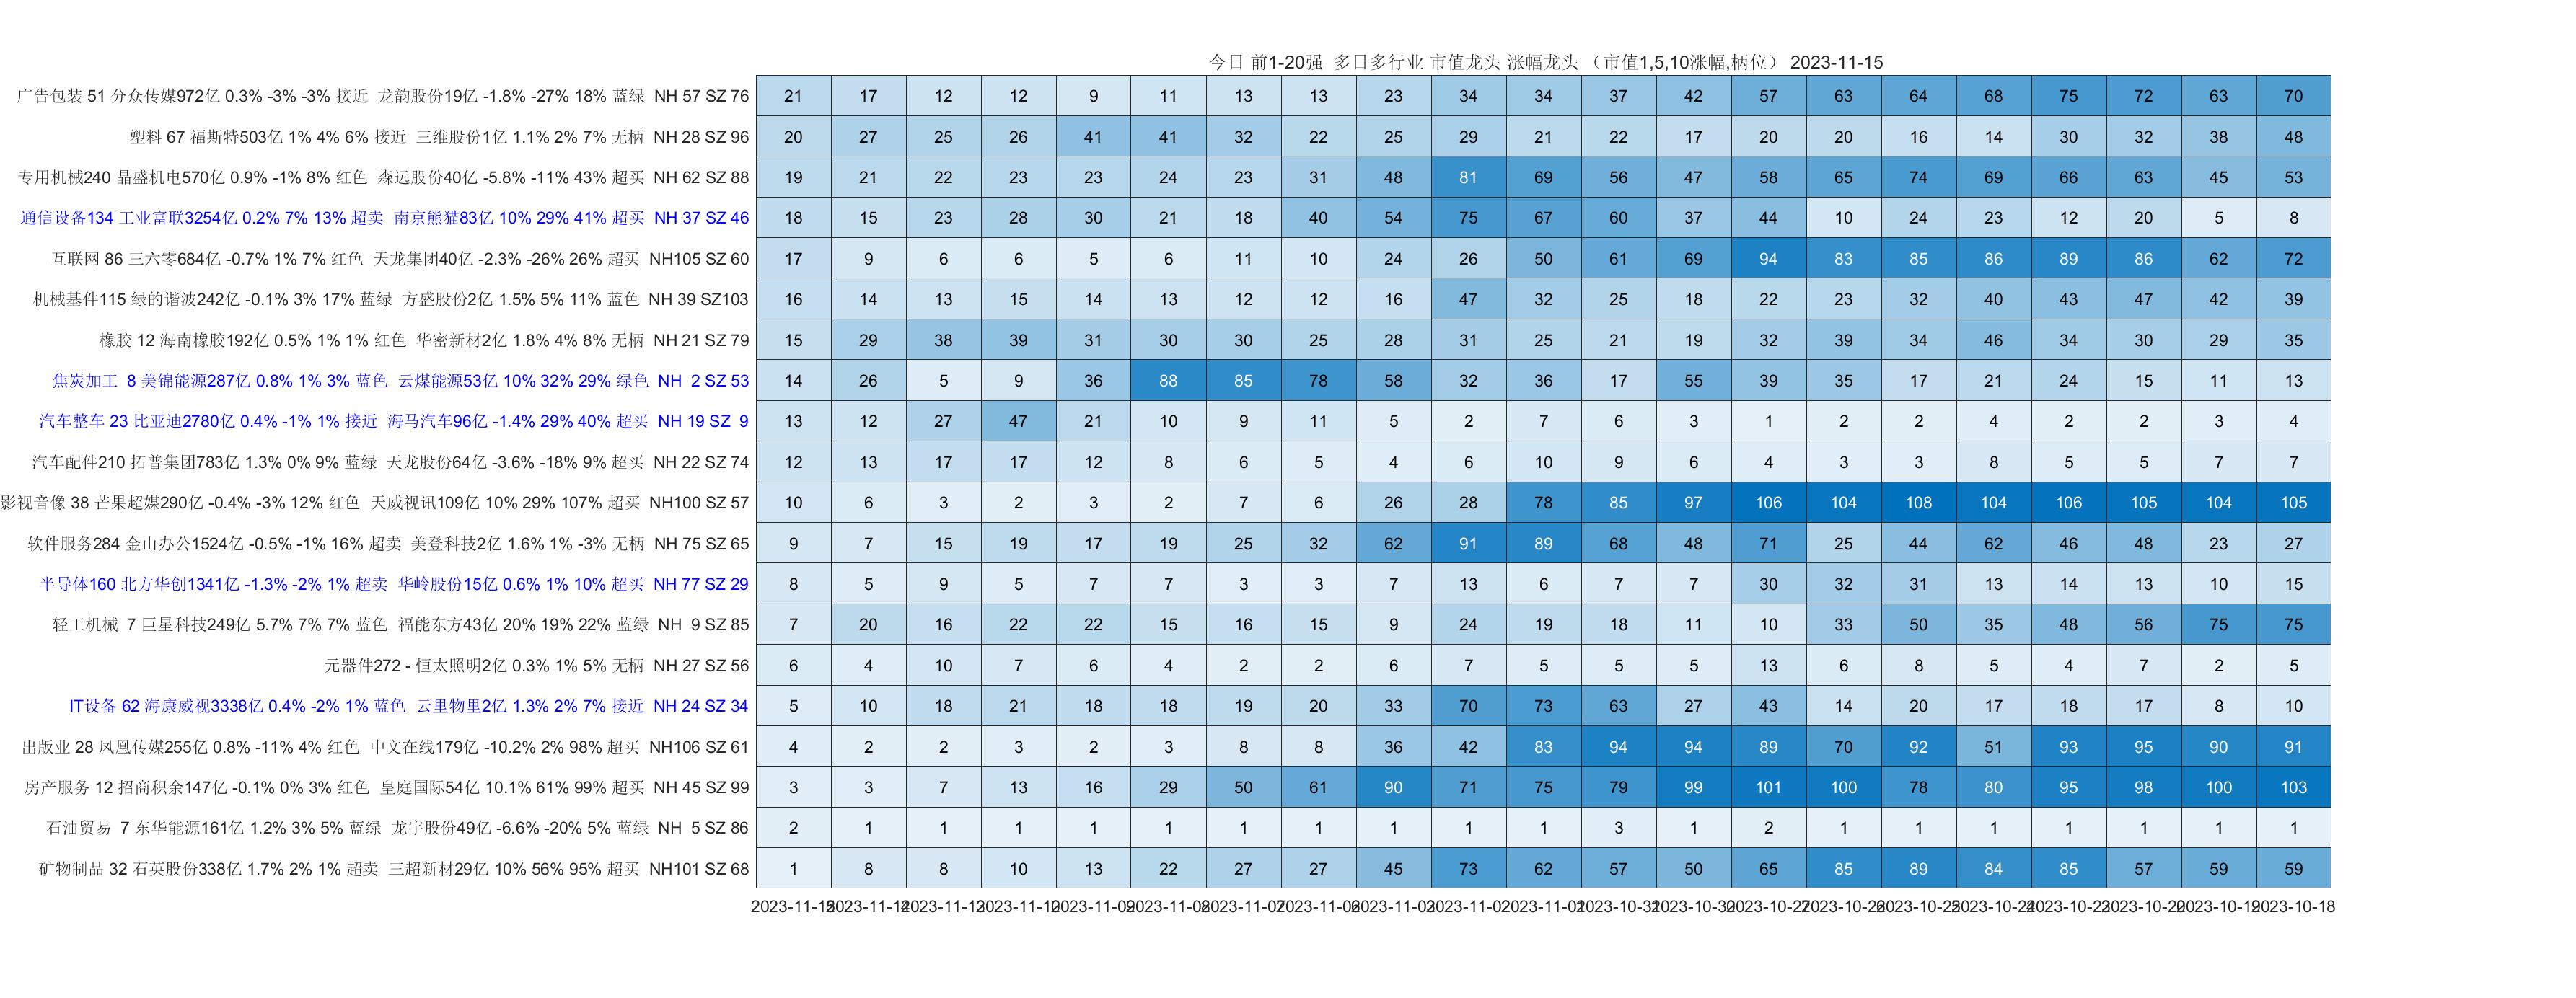 今日 前1-20强 多日多行业 市值龙头 涨幅龙头 （市值1,5,10涨幅,柄位） 2023-11-15
广告包装 51 分众传媒972亿 0.3% -3% -3% 接近 龙韵股份19亿 -1.8% -27% 18% 蓝绿 NH 57 SZ 76 21 17 12 12 9 11 13 13 23 34 34 37 42 57 63 64 68 75 72 63 70
塑料 67 福斯特503亿 1% 4% 6% 接近 三维股份1亿 1.1% 2% 7% 无柄 NH 28 SZ 96 20 27 25 26 41 41 32 22 25 29 21 22 17 20 20 16 14 30 32 38 48
专用机械240 晶盛机电570亿 0.9% -1% 8% 红色 森远股份40亿 -5.8% -11% 43% 超买 NH 62 SZ 88 19 21 22 23 23 24 23 31 48 81 69 56 47 58 65 74 69 66 63 45 53
通信设备134 工业富联3254亿 0.2% 7% 13% 超卖 南京熊猫83亿 10% 29% 41% 超买 NH 37 SZ 46 18 15 23 28 30 21 18 40 54 75 67 60 37 44 10 24 23 12 20 5 8
互联网 86 三六零684亿 -0.7% 1% 7% 红色 天龙集团40亿 -2.3% -26% 26% 超买 NH105 SZ 60 17 9 6 6 5 6 11 10 24 26 50 61 69 94 83 85 86 89 86 62 72
机械基件115 绿的谐波242亿 -0.1% 3% 17% 蓝绿 方盛股份2亿 1.5% 5% 11% 蓝色 NH 39 SZ103 16 14 13 15 14 13 12 12 16 47 32 25 18 22 23 32 40 43 47 42 39
橡胶 12 海南橡胶192亿 0.5% 1% 1% 红色 华密新材2亿 1.8% 4% 8% 无柄 NH 21 SZ 79 15 29 38 39 31 30 30 25 28 31 25 21 19 32 39 34 46 34 30 29 35
焦炭加工 8 美锦能源287亿 0.8% 1% 3% 蓝色 云煤能源53亿 10% 32% 29% 绿色 NH 2 SZ 53 14 26 5 9 36 88 85 78 58 32 36 17 55 39 35 17 21 24 15 11 13
汽车整车 23 比亚迪2780亿 0.4% -1% 1% 接近 海马汽车96亿 -1.4% 29% 40% 超买 NH 19 SZ 9 13 12 27 47 21 10 9 11 5 2 7 6 3 1 2 2 4 2 2 3 4
汽车配件210 拓普集团783亿 1.3% 0% 9% 蓝绿 天龙股份64亿 -3.6% -18% 9% 超买 NH 22 SZ 74 12 13 17 17 12 8 6 5 4 6 10 9 6 4 3 3 8 5 5 7 7
影视音像 38 芒果超媒290亿 -0.4% -3% 12% 红色 天威视讯109亿 10% 29% 107% 超买 NH100 SZ 57 10 6 3 2 3 2 7 6 26 28 78 85 97 106 104 108 104 106 105 104 105
软件服务284 金山办公1524亿 -0.5% -1% 16% 超卖 美登科技2亿 1.6% 1% -3% 无柄 NH 75 SZ 65 9 7 15 19 17 19 25 32 62 91 89 68 48 71 25 44 62 46 48 23 27
半导体160 北方华创1341亿 -1.3% -2% 1% 超卖 华岭股份15亿 0.6% 1% 10% 超买 NH 77 SZ 29 8 5 9 5 7 7 3 3 7 13 6 7 7 30 32 31 13 14 13 10 15
轻工机械 7 巨星科技249亿 5.7% 7% 7% 蓝色 福能东方43亿 20% 19% 22% 蓝绿 NH 9 SZ 85 7 20 16 22 22 15 16 15 9 24 19 18 11 10 33 50 35 48 56 75 75
元器件272 - 恒太照明2亿 0.3% 1% 5% 无柄 NH 27 SZ 56 6 4 10 7 6 4 2 2 6 7 5 5 5 13 6 8 5 4 7 2 5
IT设备 62 海康威视3338亿 0.4% -2% 1% 蓝色 云里物里2亿 1.3% 2% 7% 接近 NH 24 SZ 34 5 10 18 21 18 18 19 20 33 70 73 63 27 43 14 20 17 18 17 8 10
出版业 28 凤凰传媒255亿 0.8% -11% 4% 红色 中文在线179亿 -10.2% 2% 98% 超买 NH106 SZ 61 4 2 2 3 2 3 8 8 36 42 83 94 94 89 70 92 51 93 95 90 91
房产服务 12 招商积余147亿 -0.1% 0% 3% 红色 皇庭国际54亿 10.1% 61% 99% 超买 NH 45 SZ 99 3 3 7 13 16 29 50 61 90 71 75 79 99 101 100 78 80 95 98 100 103
石油贸易 7 东华能源161亿 1.2% 3% 5% 蓝绿 龙宇股份49亿 -6.6% -20% 5% 蓝绿 NH 5 SZ 86 2 1 1 1 1 1 1 1 1 1 1 3 1 2 1 1 1 1 1 1 1
矿物制品 32 石英股份338亿 1.7% 2% 1% 超卖 三超新材29亿 10% 56% 95% 超买 NH101 SZ 68 1 8 8 10 13 22 27 27 45 73 62 57 50 65 85 89 84 85 57 59 59
2023-11-15 2023-11-14 2023-11-13 2023-11-10 2023-11-09 2023-11-08 2023-11-07 2023-11-06 2023-11-03 2023-11-02 2023-11-01 2023-10-31 2023-10-30 2023-10-27 2023-10-26 2023-10-25 2023-10-24 2023-10-23 2023-10-20 2023-10-19 2023-10-18